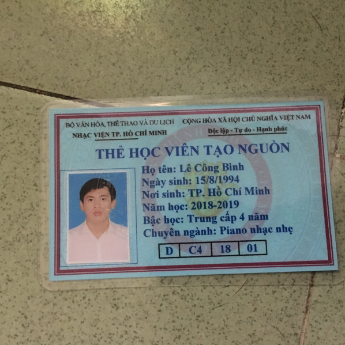 BỘ VĂN HÓA, THỂ THAO VÀ DU LỊCH CỘNG HÒA XÃ HỘI CHỦ NGHĨA VIỆT NAM
NHẠC VIỆN TP. HỒ CHÍ MINH Độc lập - Tự do - Hạnh phúc
THẺ HỌC VIÊN TẠO NGUỒN
Họ tên: Lê Công Bình
Ngày sinh: 15/8/1994
Nơi sinh: TP. Hồ Chí Minh
Năm học: 2018-2019
Bậc học: Trung cấp 4 năm
Chuyên ngành: Piano nhạc nhẹ
D C4 18 01